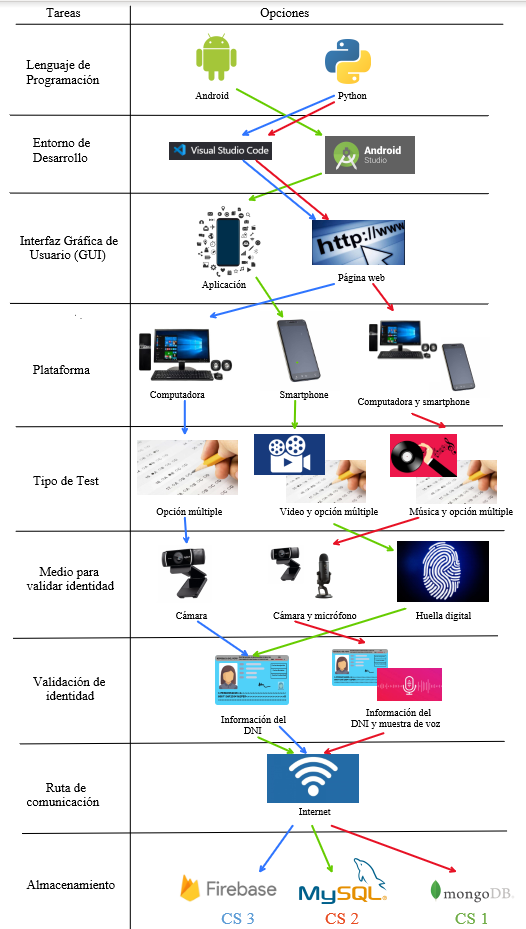 Tareas
Opciones
Lenguaje de
Programación
Android
Python
Entorno de
Desarrollo
Visual Studio Code
Android
Studio
Interfaz Gráfica de
Usuario (GUI)
http://www
Aplicación
Página web
Plataforma
Computadora
Smartphone
Computadora y smartphone
Tipo de Test
Opción múltiple
Video y opción múltiple
Música y opción múltiple
Medio para
validar identidad
Cámara
Cámara y micrófono
Huella digital
Validación de
identidad
Información del
DNI
Información del
DNI y muestra de voz
Ruta de
comunicación
Internet
Almacenamiento
Firebase
MySQL
mongoDB.
CS 3
CS 2
CS 1